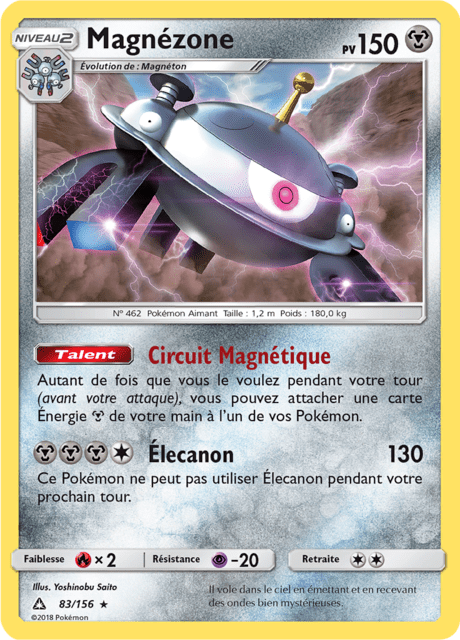 NIVEAU 2
Magnézone
PV 150
Évolution de : Magnéton
N° 462 Pokémon Aimant Taille : 1,2 m Poids : 180,0 kg
Talent Circuit Magnétique
Autant de fois que vous le voulez pendant votre tour
(avant votre attaque), vous pouvez attacher une carte
Énergie de votre main à l'un de vos Pokémon.
Élecanon 130
Ce Pokémon ne peut pas utiliser Élecanon pendant votre
prochain tour.
Faiblesse ×2 Résistance -20 Retraite
Illus. Yoshinobu Saito
83/156 ★
©2018 Pokémon
Il vole dans le ciel en émettant et en recevant
des ondes bien mystérieuses.